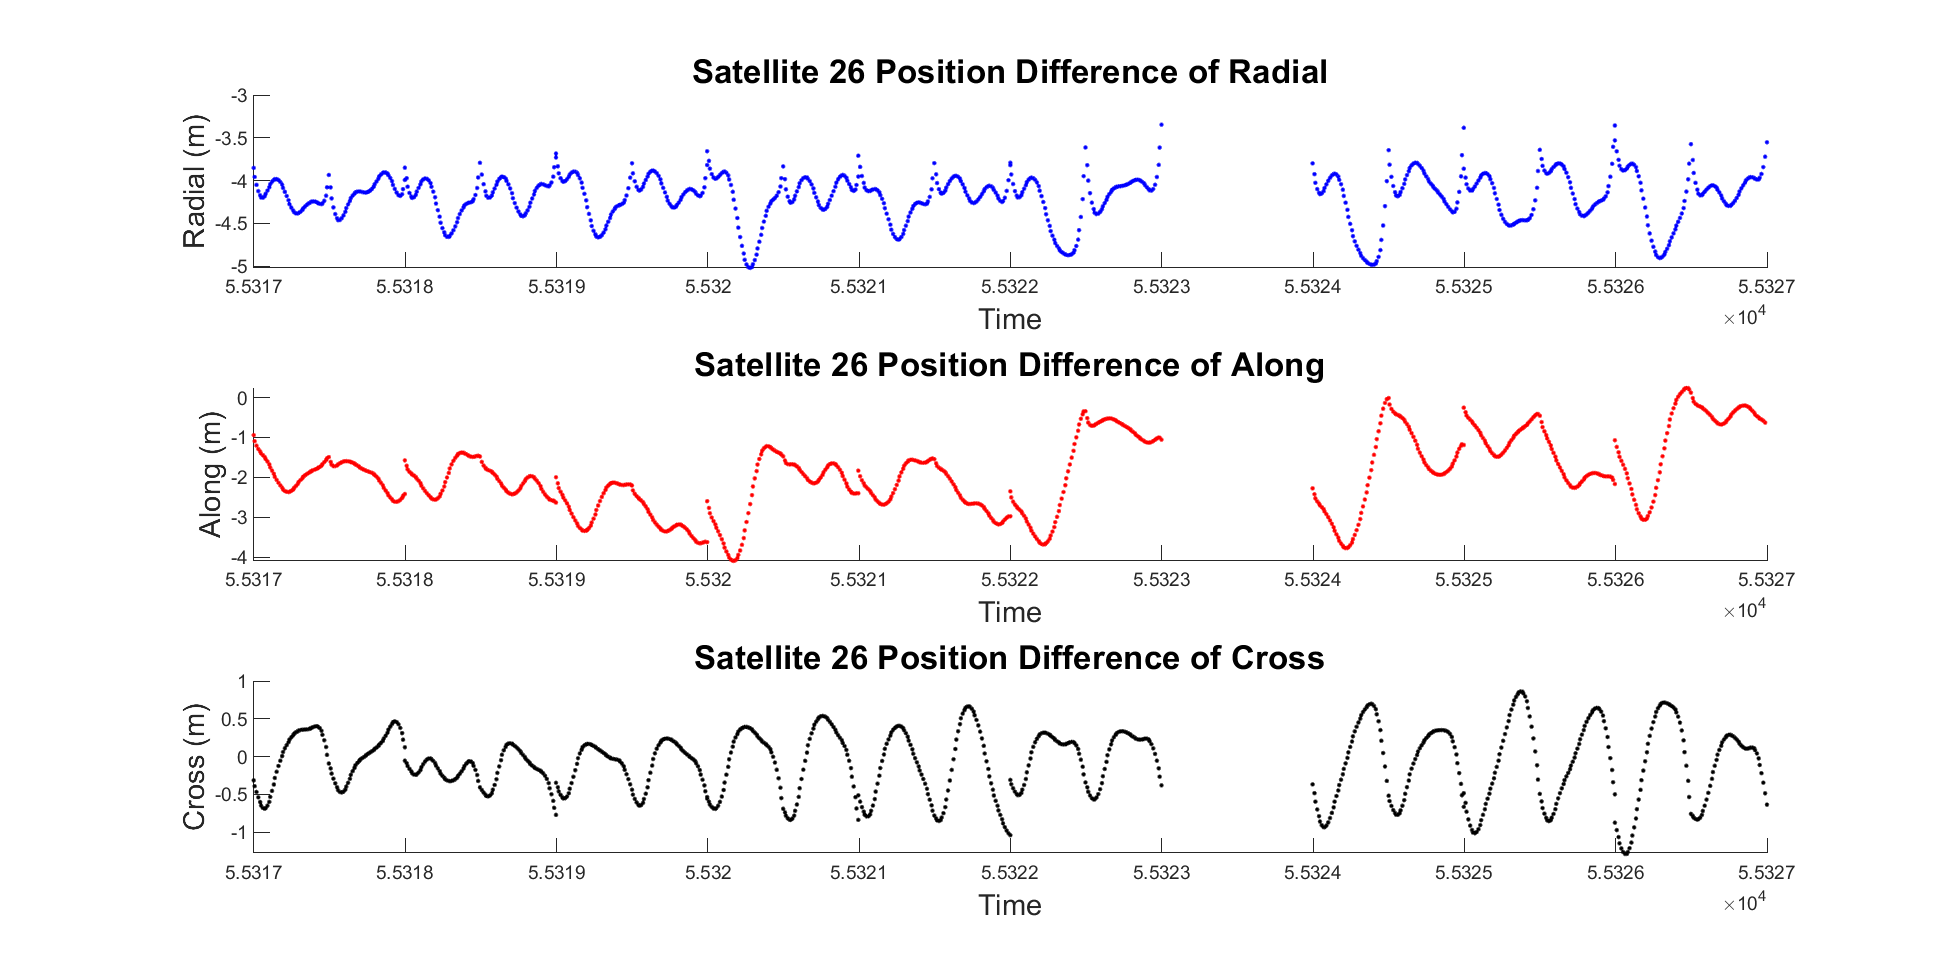 Satellite 26 Position Difference of Radial
Radial (m)
-3
-3.5
-4
-4.5
-5
5.5317 5.5318 5.5319 5.532 5.5321 5.5322 5.5323 5.5324 5.5325 5.5326 5.5327
Time
×10^4
Satellite 26 Position Difference of Along
Along (m)
0
-1
-2
-3
-4
5.5317 5.5318 5.5319 5.532 5.5321 5.5322 5.5323 5.5324 5.5325 5.5326 5.5327
Time
×10^4
Satellite 26 Position Difference of Cross
Cross (m)
1
0.5
0
-0.5
-1
5.5317 5.5318 5.5319 5.532 5.5321 5.5322 5.5323 5.5324 5.5325 5.5326 5.5327
Time
×10^4